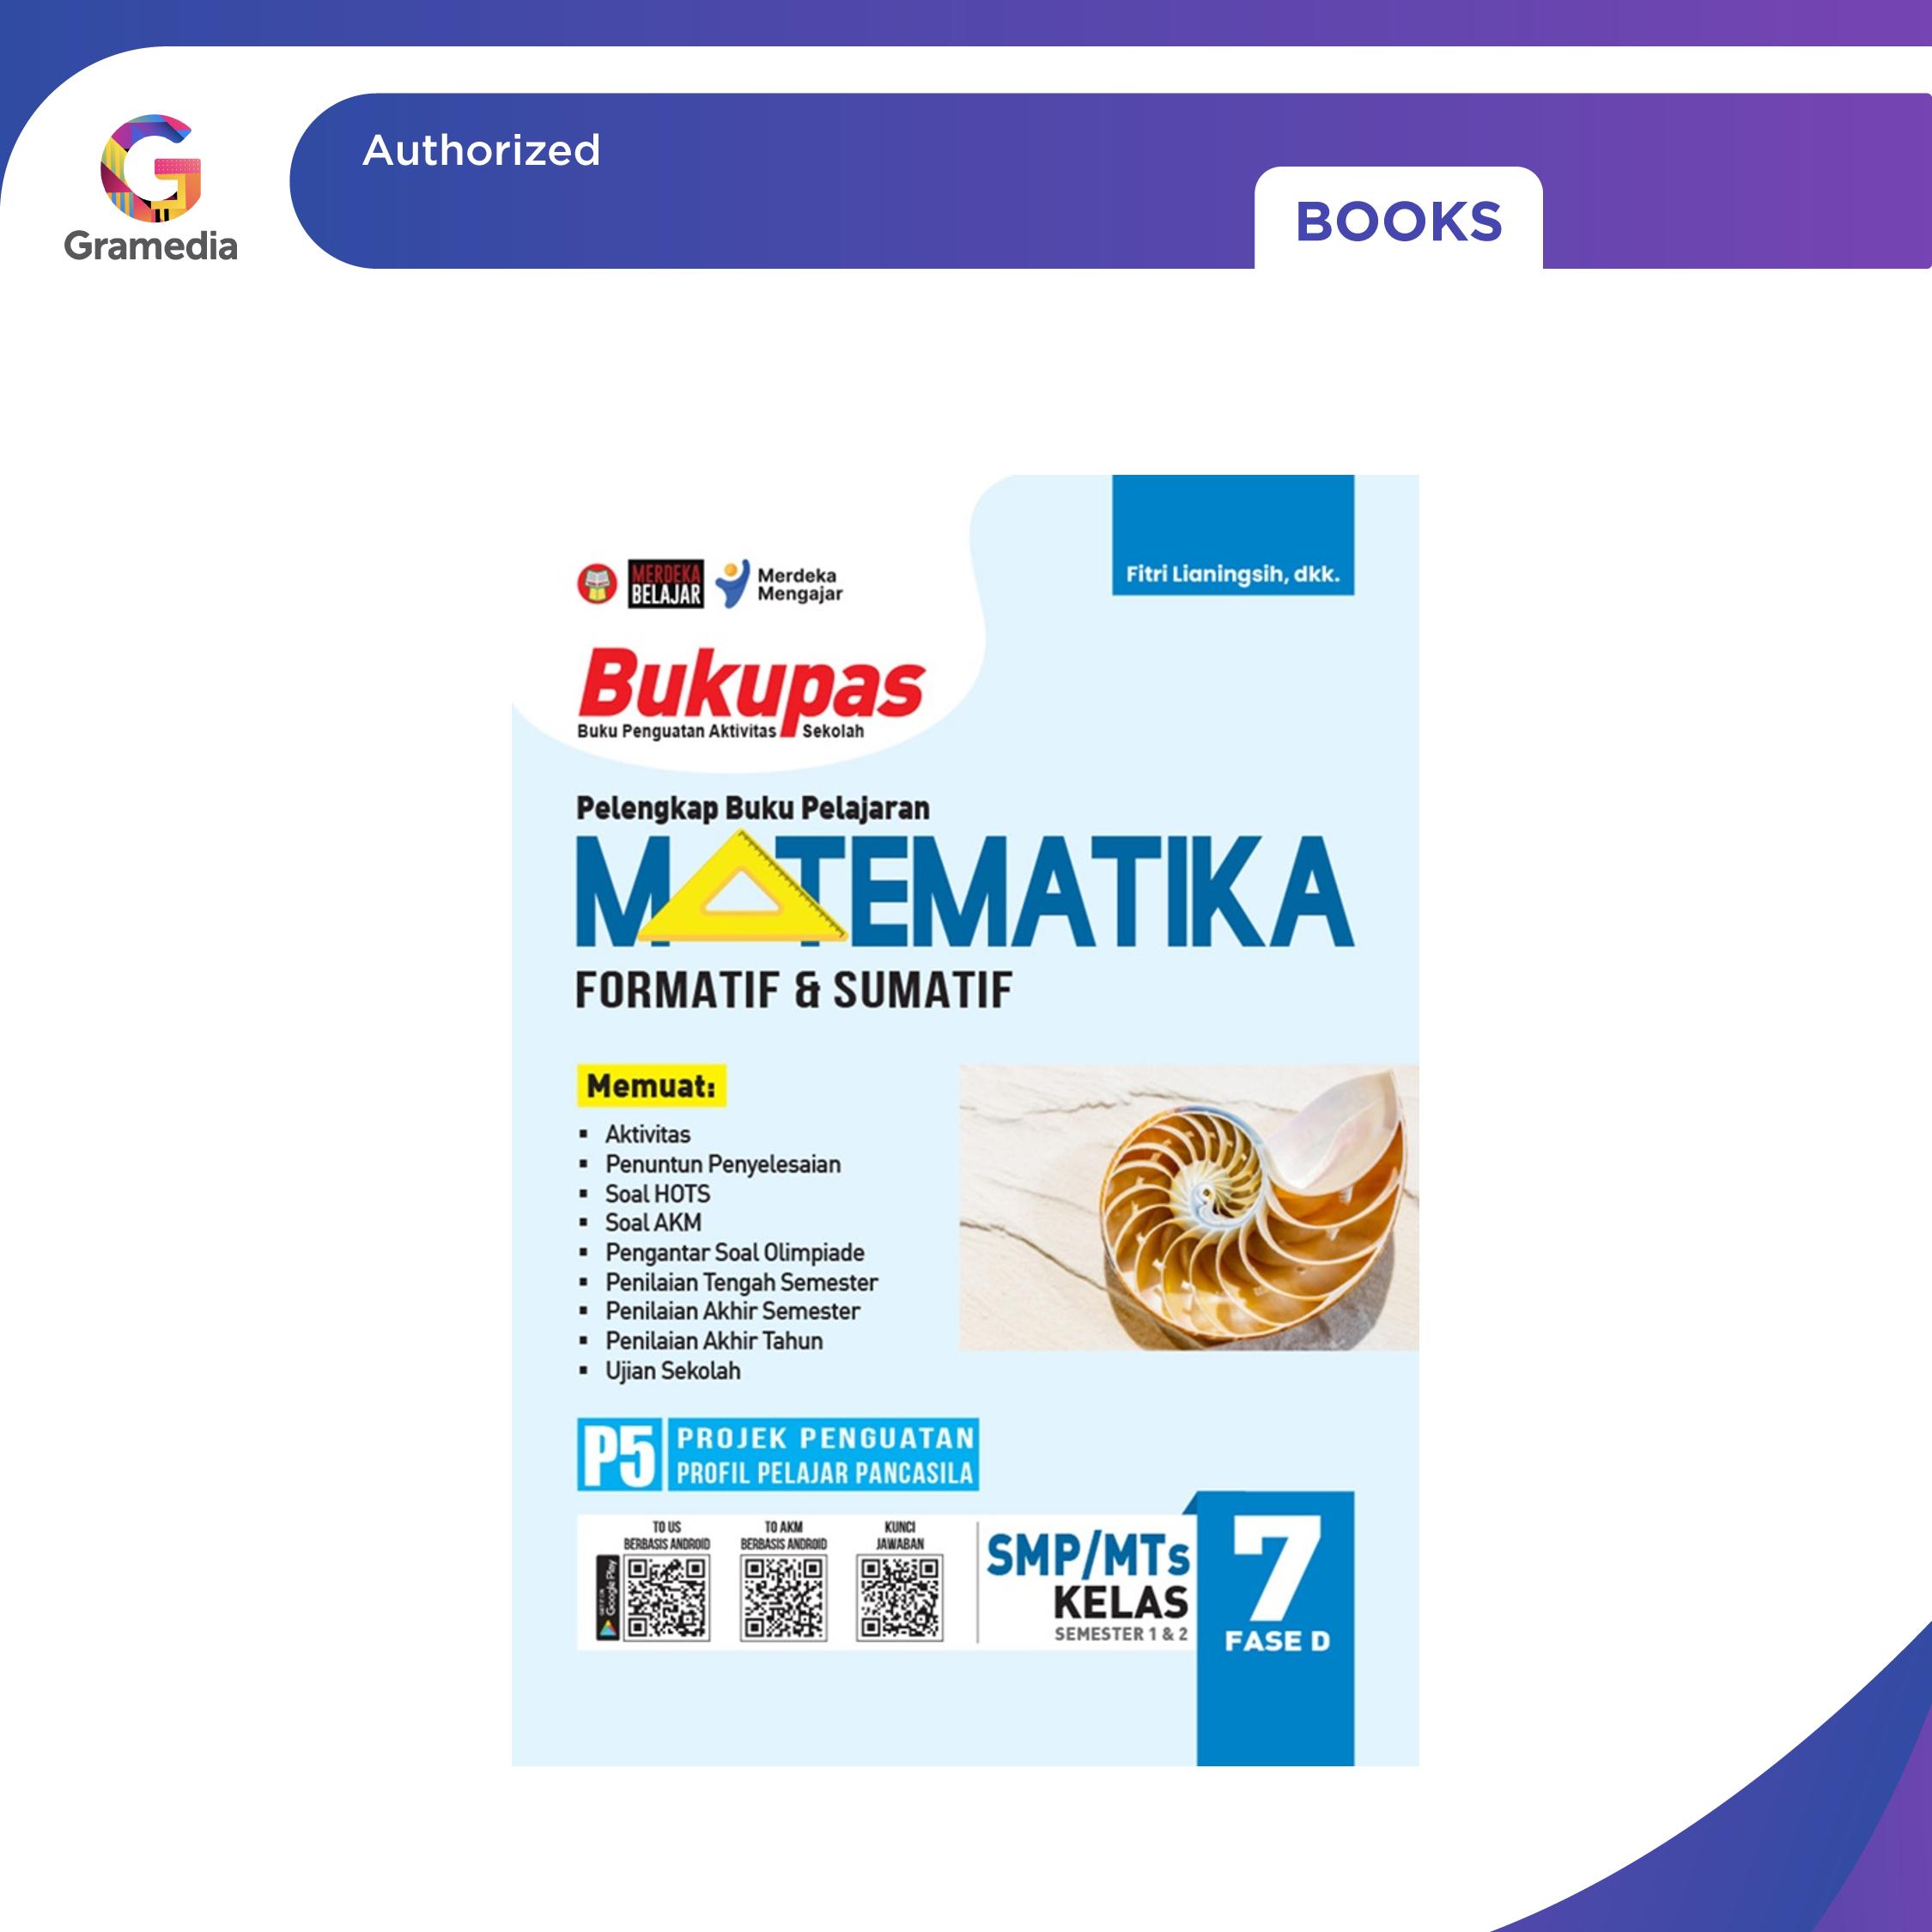 Authorized
BOOKS
Gramedia
Fitri Lianingsih, dkk.
MERDEKA
BELAJAR
Merdeka
Mengajar
Bukupas
Buku Penguatan Aktivitas Sekolah
Pelengkap Buku Pelajaran
MATEMATIKA
FORMATIF & SUMATIF
Memuat:
▪ Aktivitas
▪ Penuntun Penyelesaian
▪ Soal HOTS
▪ Soal AKM
▪ Pengantar Soal Olimpiade
▪ Penilaian Tengah Semester
▪ Penilaian Akhir Semester
▪ Penilaian Akhir Tahun
▪ Ujian Sekolah
P5 PROJEK PENGUATAN
PROFIL PELAJAR PANCASILA
TO US
BERBASIS ANDROID
TO AKM
BERBASIS ANDROID
KUNCI
JAWABAN
Google Play
SMP/MTs
KELAS
SEMESTER 1 & 2
7
FASE D